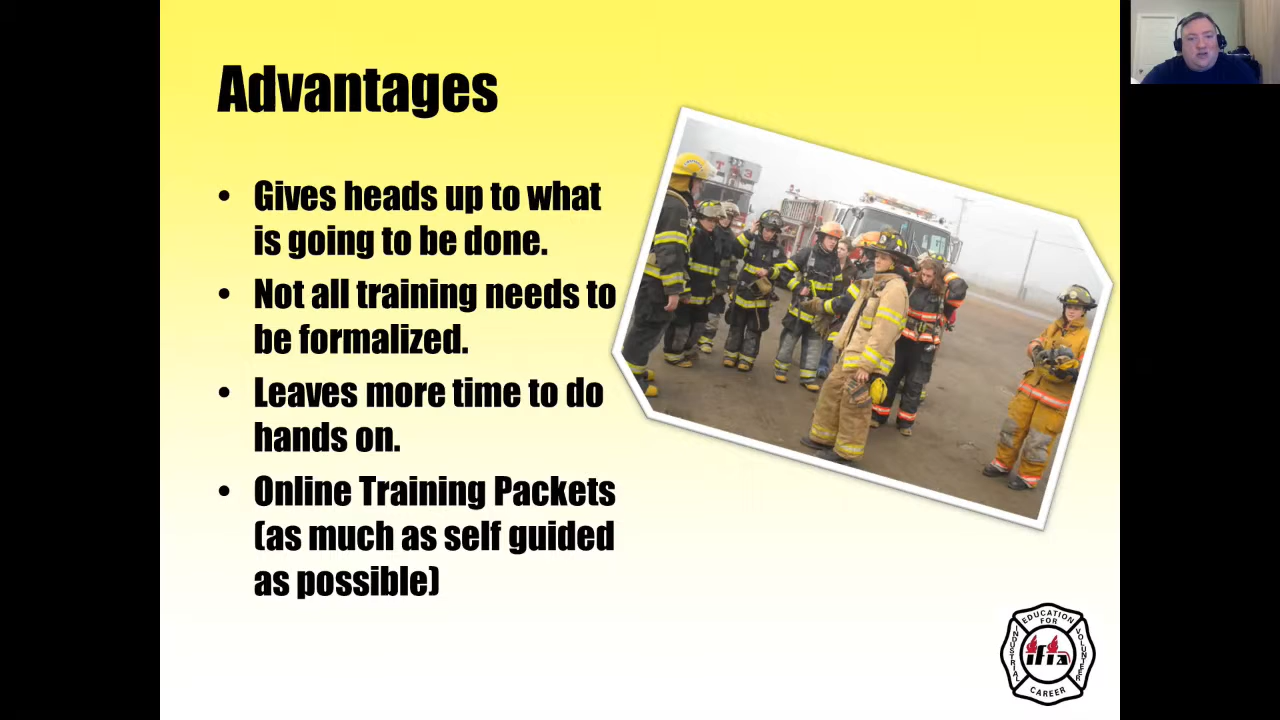 Advantages
• Gives heads up to what
is going to be done.
• Not all training needs to
be formalized.
• Leaves more time to do
hands on.
• Online Training Packets
(as much as self guided
as possible)
EDUCATION
FOR
INDUSTRIAL
VOLUNTEER
ifia
CAREER